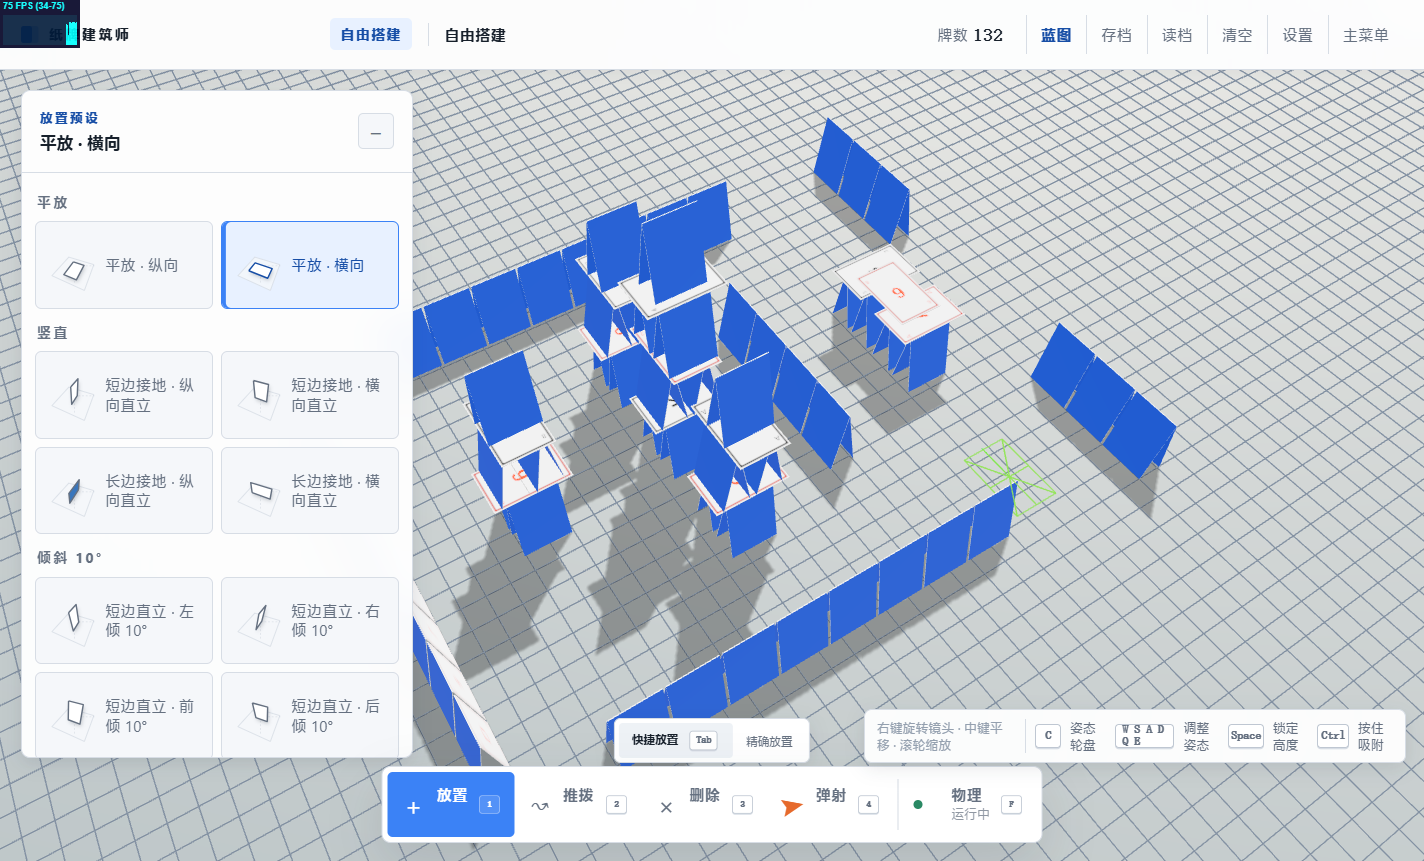 75 FPS (34-75)
纸 建筑师
自由搭建
自由搭建
牌数 132
蓝图
存档
读档
清空
设置
主菜单
放置预设
平放 · 横向
平放
平放 · 纵向
平放 · 横向
竖直
短边接地 · 纵
向直立
短边接地 · 横
向直立
长边接地 · 纵
向直立
长边接地 · 横
向直立
倾斜 10°
短边直立 · 左
倾 10°
短边直立 · 右
倾 10°
短边直立 · 前
倾 10°
短边直立 · 后
倾 10°
9
9
快捷放置 Tab
精确放置
右键旋转镜头 · 中键平
移 · 滚轮缩放
C 姿态
轮盘
W S A D
Q E
调整
姿态
Space 锁定
高度
Ctrl 按住
吸附
放置 1
推拨 2
删除 3
弹射 4
物理 F
运行中